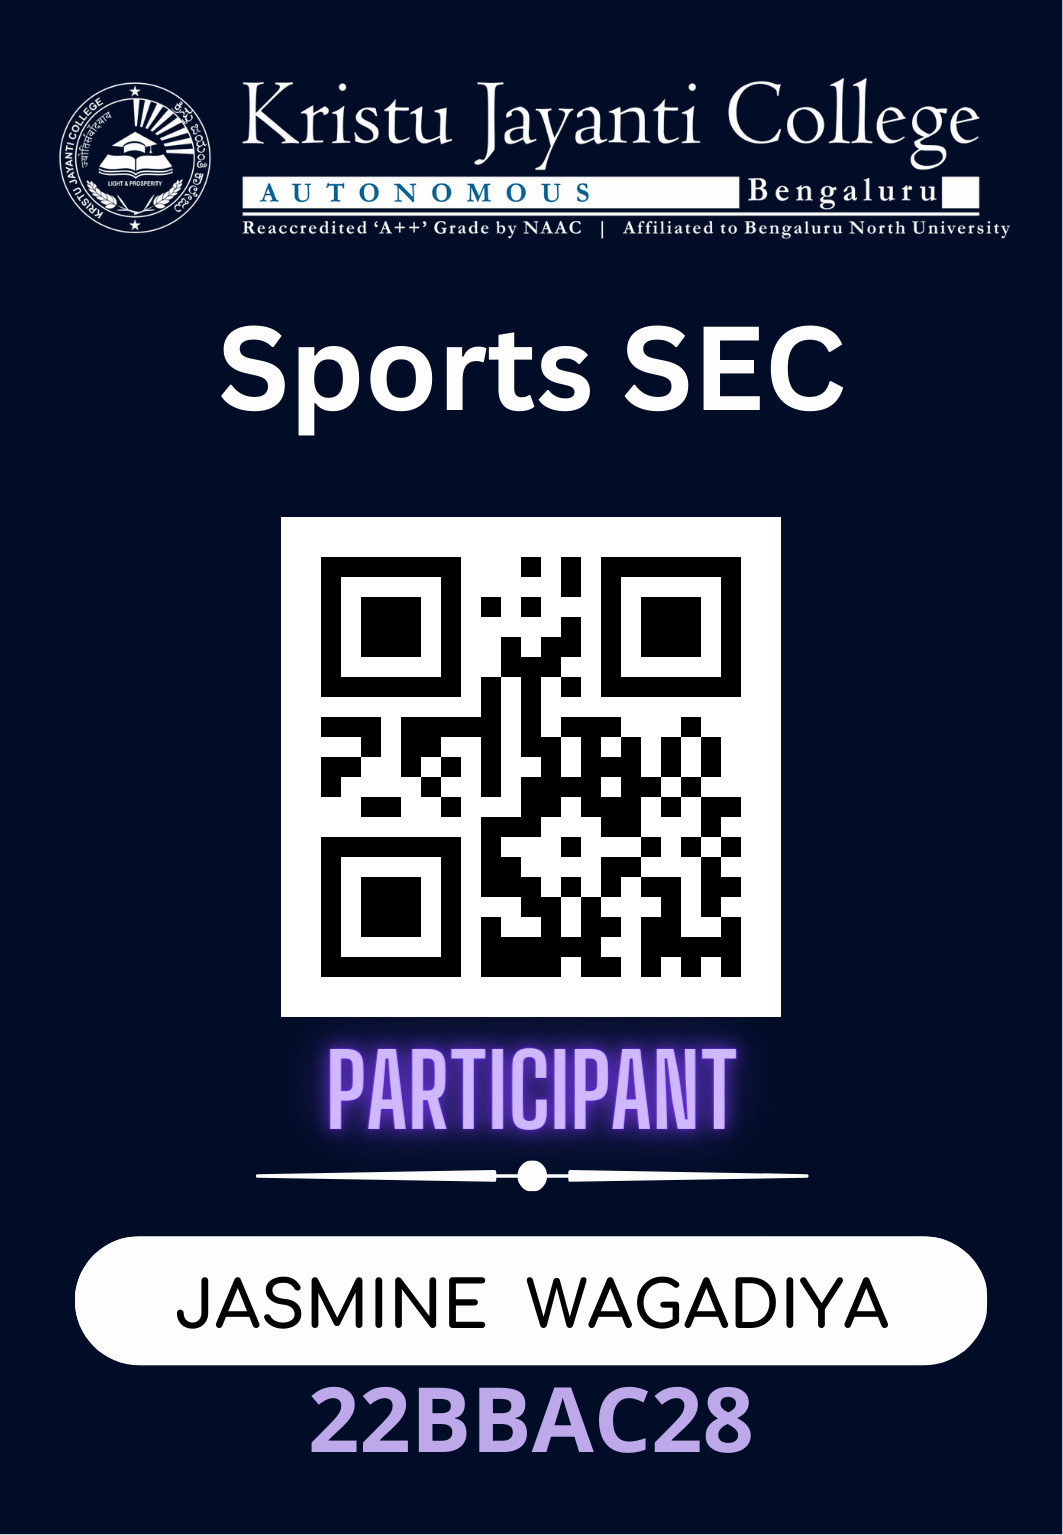 KRISTU JAYANTI COLLEGE
LIGHT & PROSPERITY
Kristu Jayanti College
AUTONOMOUS Bengaluru
Reaccredited ‘A++’ Grade by NAAC | Affiliated to Bengaluru North University
Sports SEC
PARTICIPANT
JASMINE WAGADIYA
22BBAC28